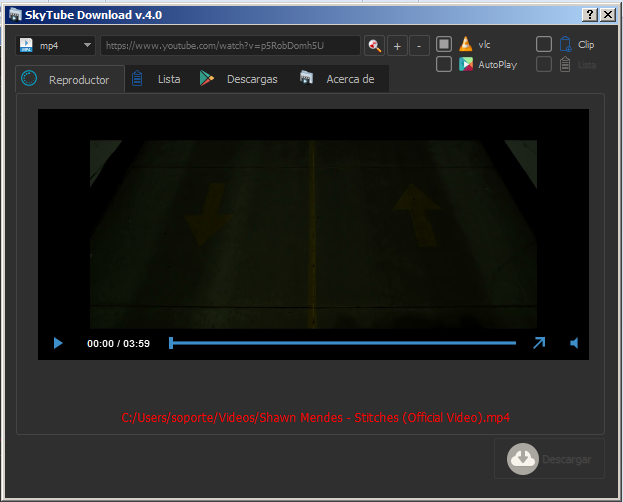 SkyTube Download v.4.0
mp4
https://www.youtube.com/watch?v=p5RobDomh5U
+
-
vlc
Clip
AutoPlay
Lista
Reproductor
Lista
Descargas
Acerca de
00:00 / 03:59
C:/Users/soporte/Videos/Shawn Mendes - Stitches (Official Video).mp4
Descargar